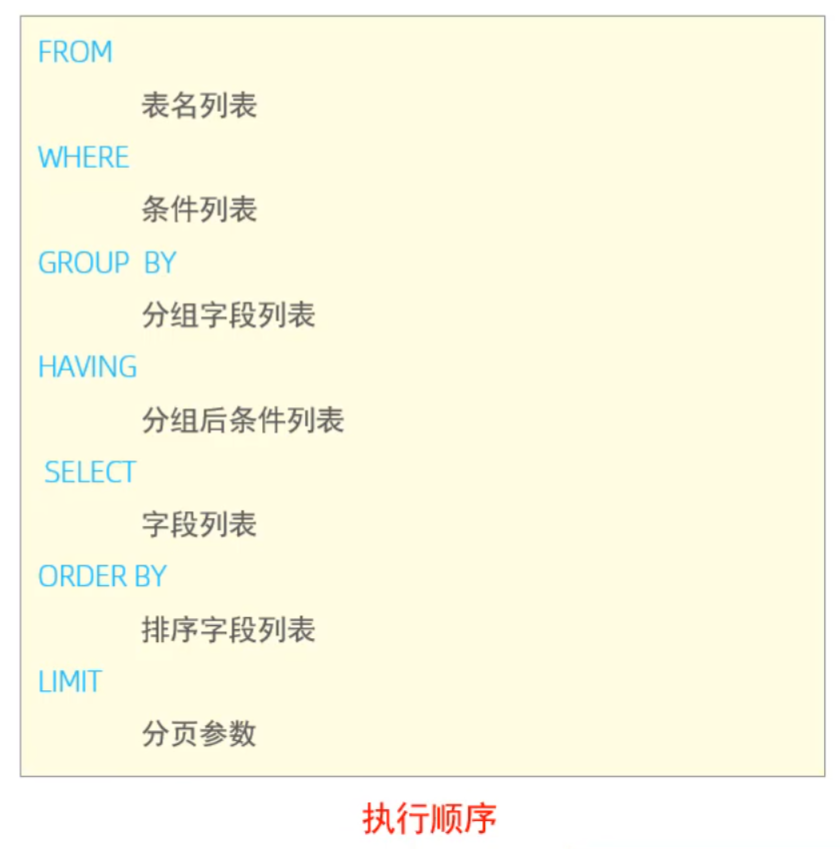 FROM
表名列表
WHERE
条件列表
GROUP BY
分组字段列表
HAVING
分组后条件列表
SELECT
字段列表
ORDER BY
排序字段列表
LIMIT
分页参数
执行顺序